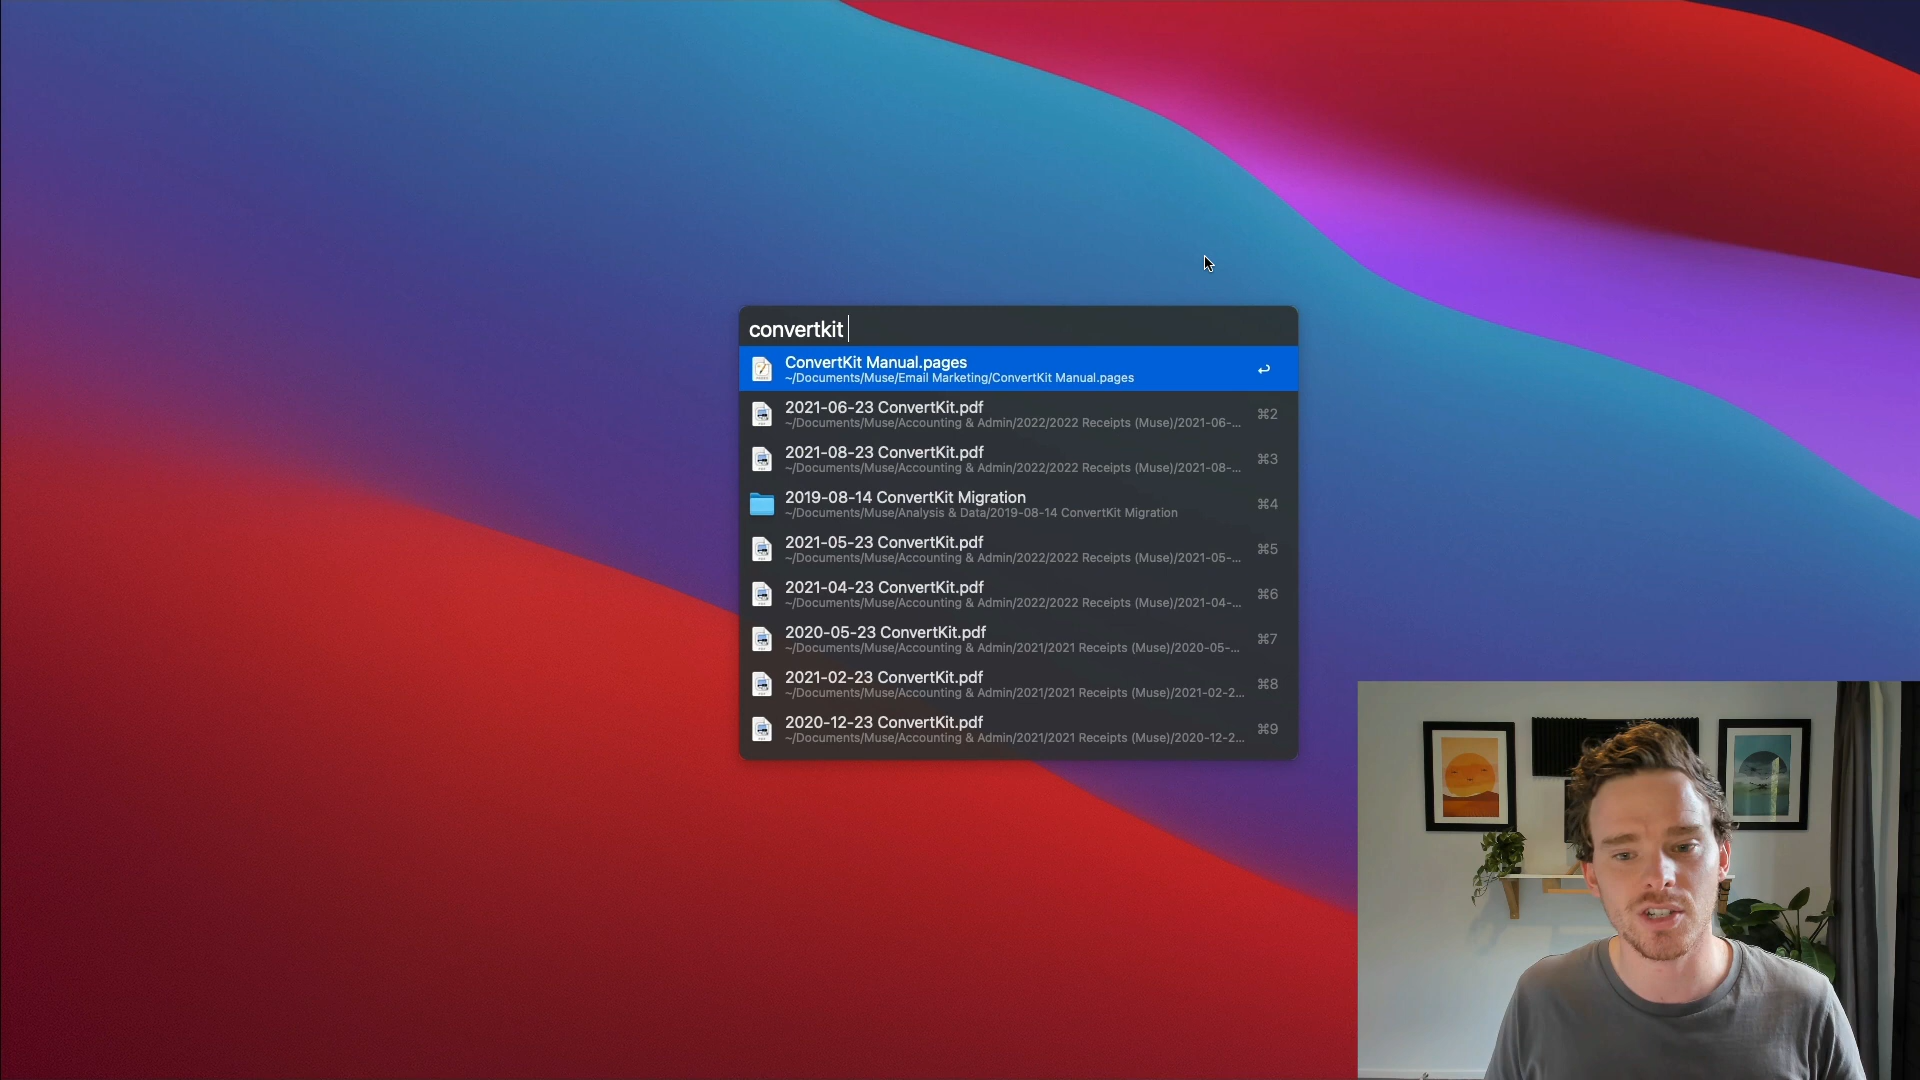 convertkit
ConvertKit Manual.pages
~/Documents/Muse/Email Marketing/ConvertKit Manual.pages
2021-06-23 ConvertKit.pdf
~/Documents/Muse/Accounting & Admin/2022/2022 Receipts (Muse)/2021-06-...
⌘2
2021-08-23 ConvertKit.pdf
~/Documents/Muse/Accounting & Admin/2022/2022 Receipts (Muse)/2021-08-...
⌘3
2019-08-14 ConvertKit Migration
~/Documents/Muse/Analysis & Data/2019-08-14 ConvertKit Migration
⌘4
2021-05-23 ConvertKit.pdf
~/Documents/Muse/Accounting & Admin/2022/2022 Receipts (Muse)/2021-05-...
⌘5
2021-04-23 ConvertKit.pdf
~/Documents/Muse/Accounting & Admin/2022/2022 Receipts (Muse)/2021-04-...
⌘6
2020-05-23 ConvertKit.pdf
~/Documents/Muse/Accounting & Admin/2021/2021 Receipts (Muse)/2020-05-...
⌘7
2021-02-23 ConvertKit.pdf
~/Documents/Muse/Accounting & Admin/2021/2021 Receipts (Muse)/2021-02-2...
⌘8
2020-12-23 ConvertKit.pdf
~/Documents/Muse/Accounting & Admin/2021/2021 Receipts (Muse)/2020-12-2...
⌘9